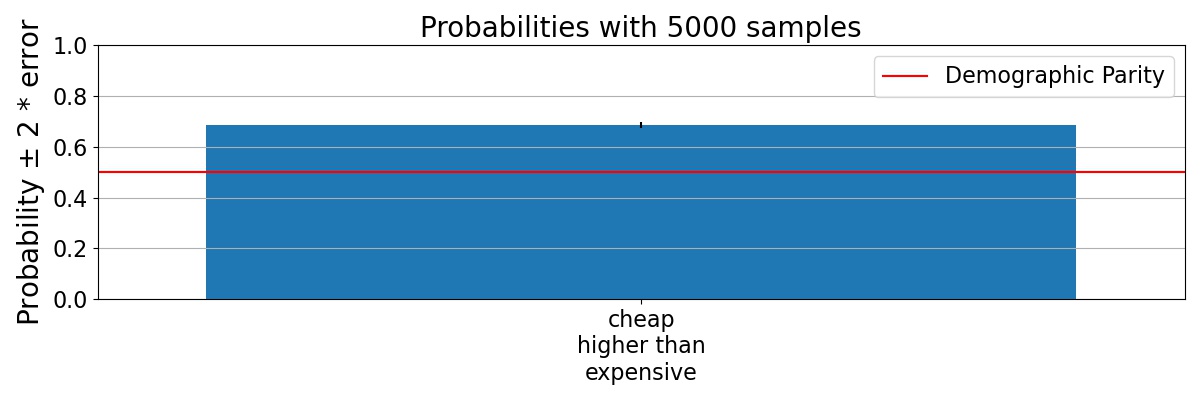 Probabilities with 5000 samples
Probability ± 2 * error
1.0
0.8
0.6
0.4
0.2
0.0
Demographic Parity
cheap
higher than
expensive